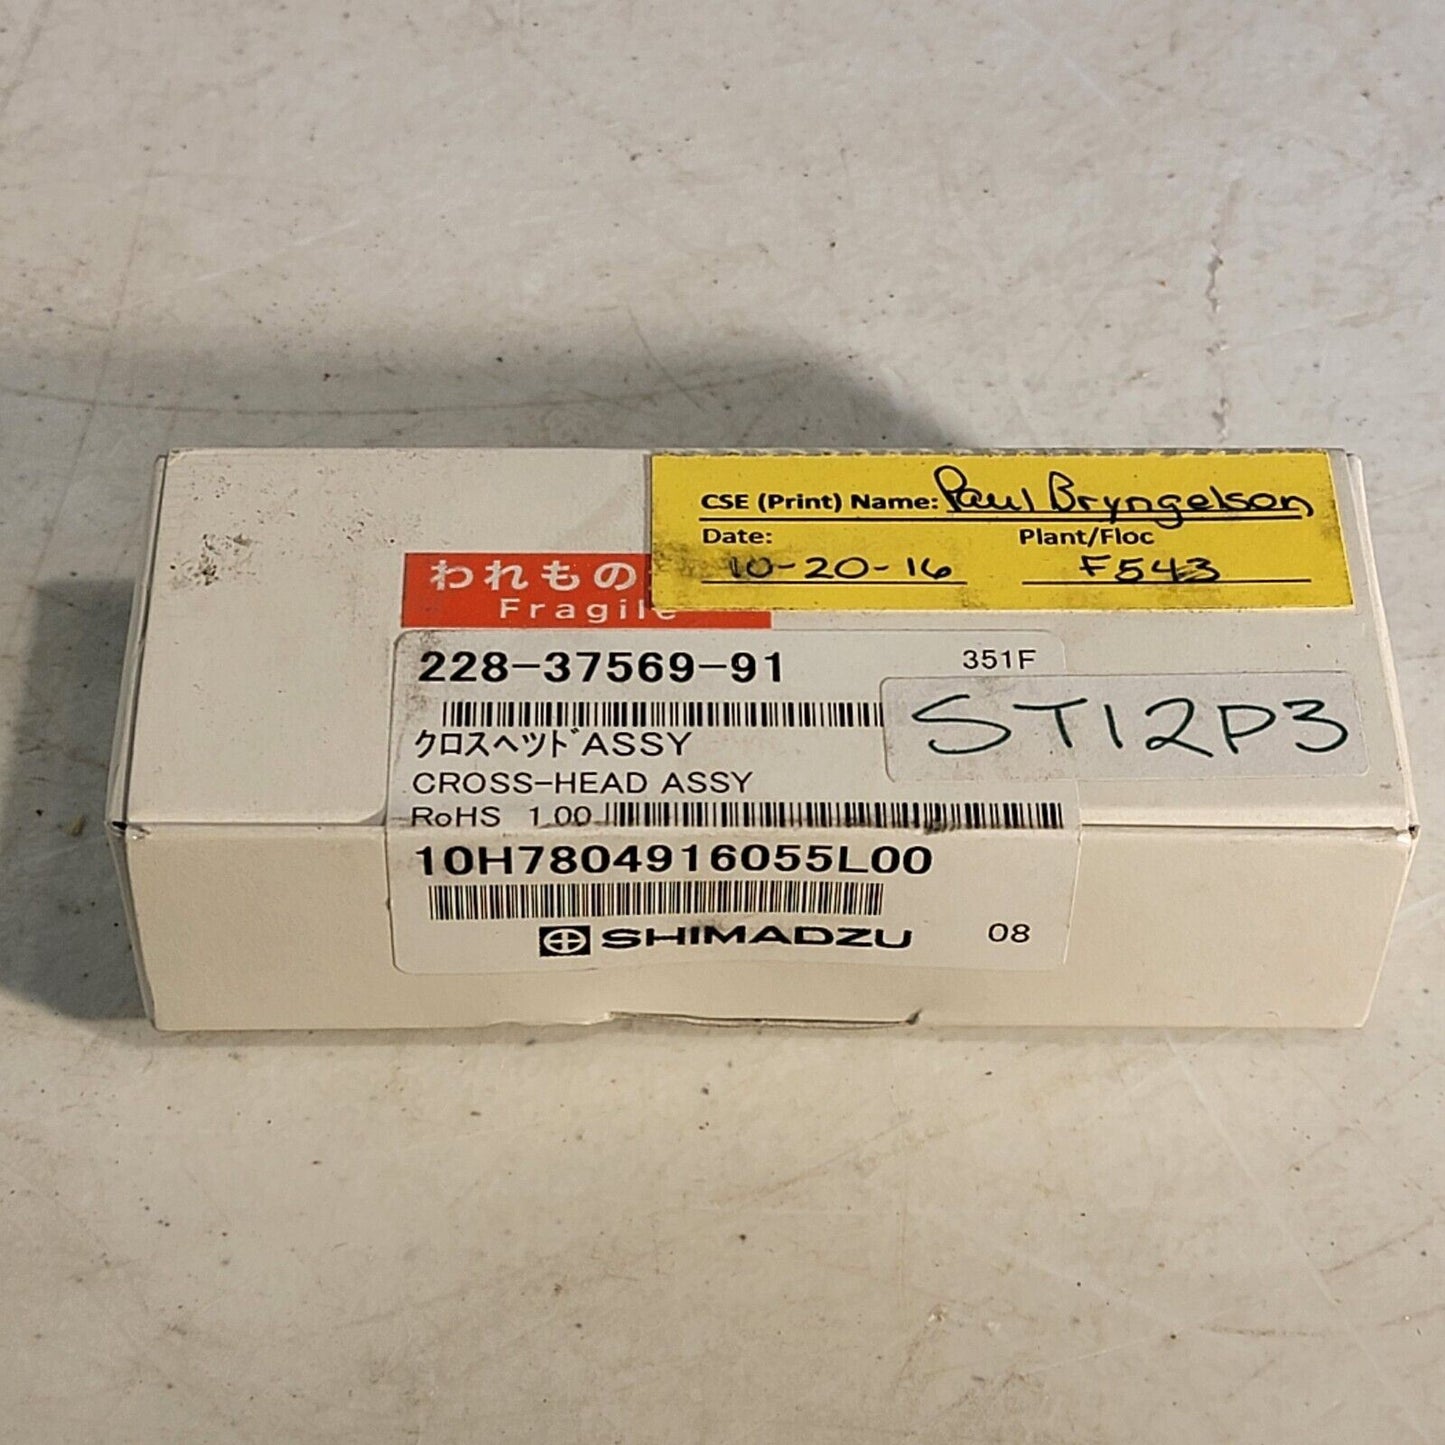 CSE (Print) Name: Paul Bryngelson
Date: Plant/Floc
10-20-16 F543
われもの
Fragile
228-37569-91 351F
ST12P3
クロスヘツドASSY
CROSS-HEAD ASSY
RoHS 1.00
10H7804916055L00
SHIMADZU 08